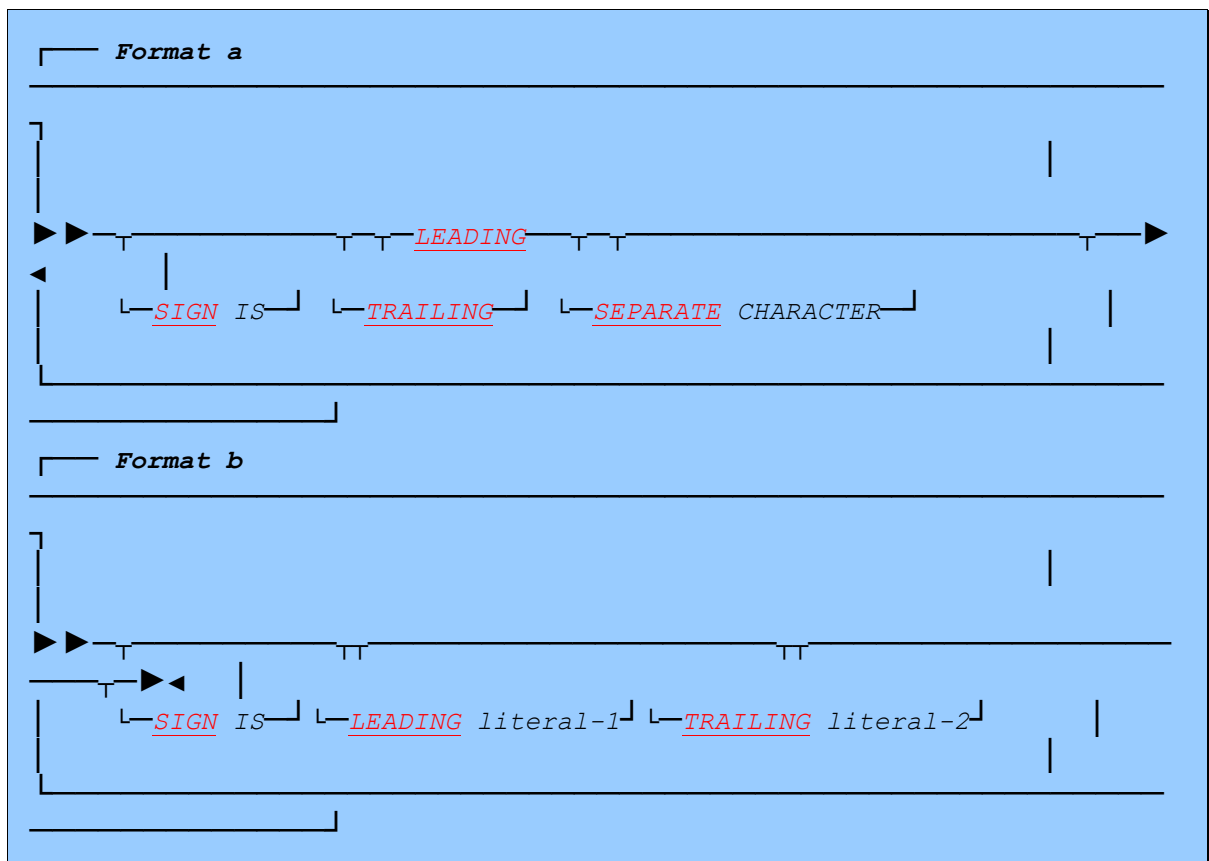 Format a
LEADING
SIGN IS TRAILING SEPARATE CHARACTER
Format b
SIGN IS LEADING literal-1 TRAILING literal-2